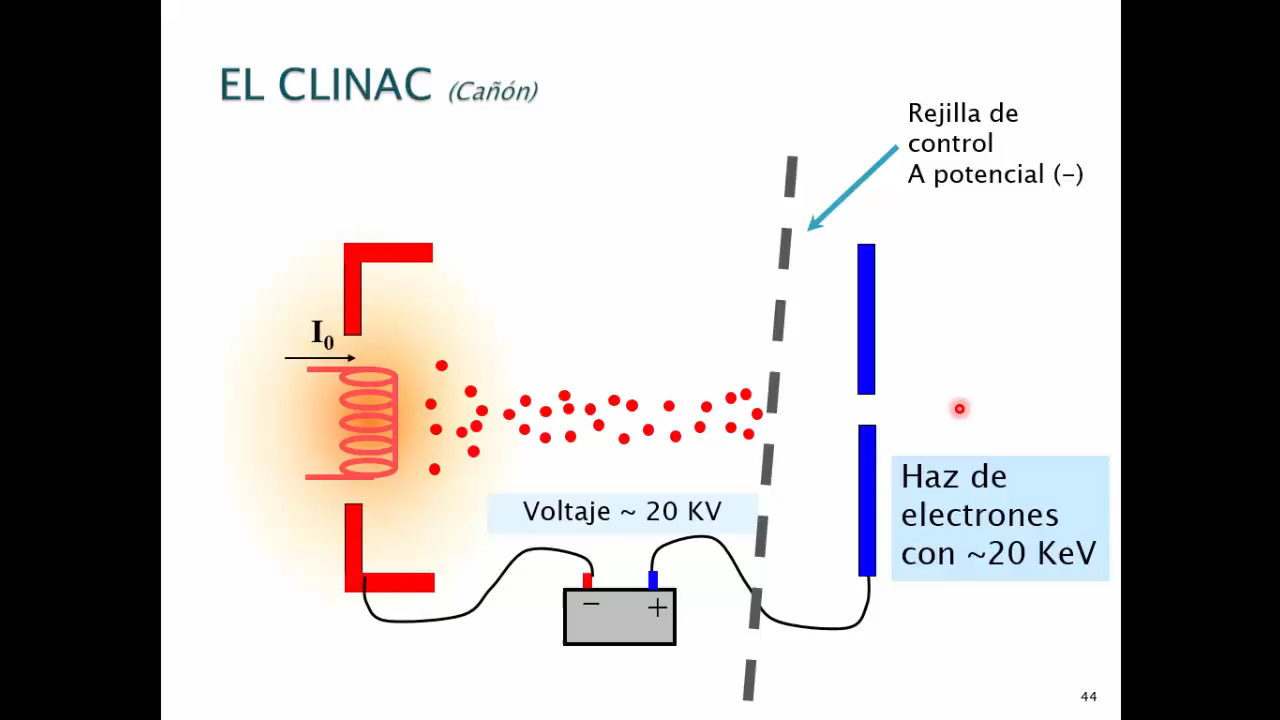 EL CLINAC (Cañón)
Rejilla de
control
A potencial (-)
I₀
Voltaje ~ 20 KV
Haz de
electrones
con ~20 KeV
− +
44